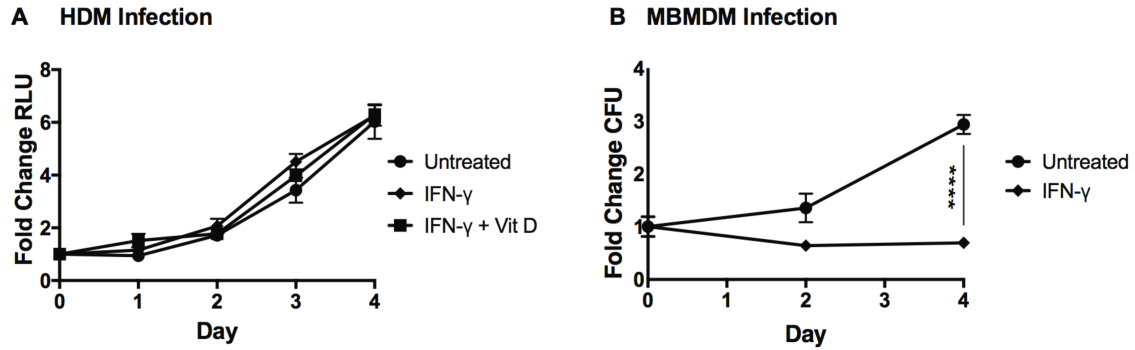 A HDM Infection
Fold Change RLU
8
6
4
2
0
0 1 2 3 4
Day
Untreated
IFN-γ
IFN-γ + Vit D
B MBMDM Infection
Fold Change CFU
4
3
2
1
0
0 1 2 3 4
Day
****
Untreated
IFN-γ